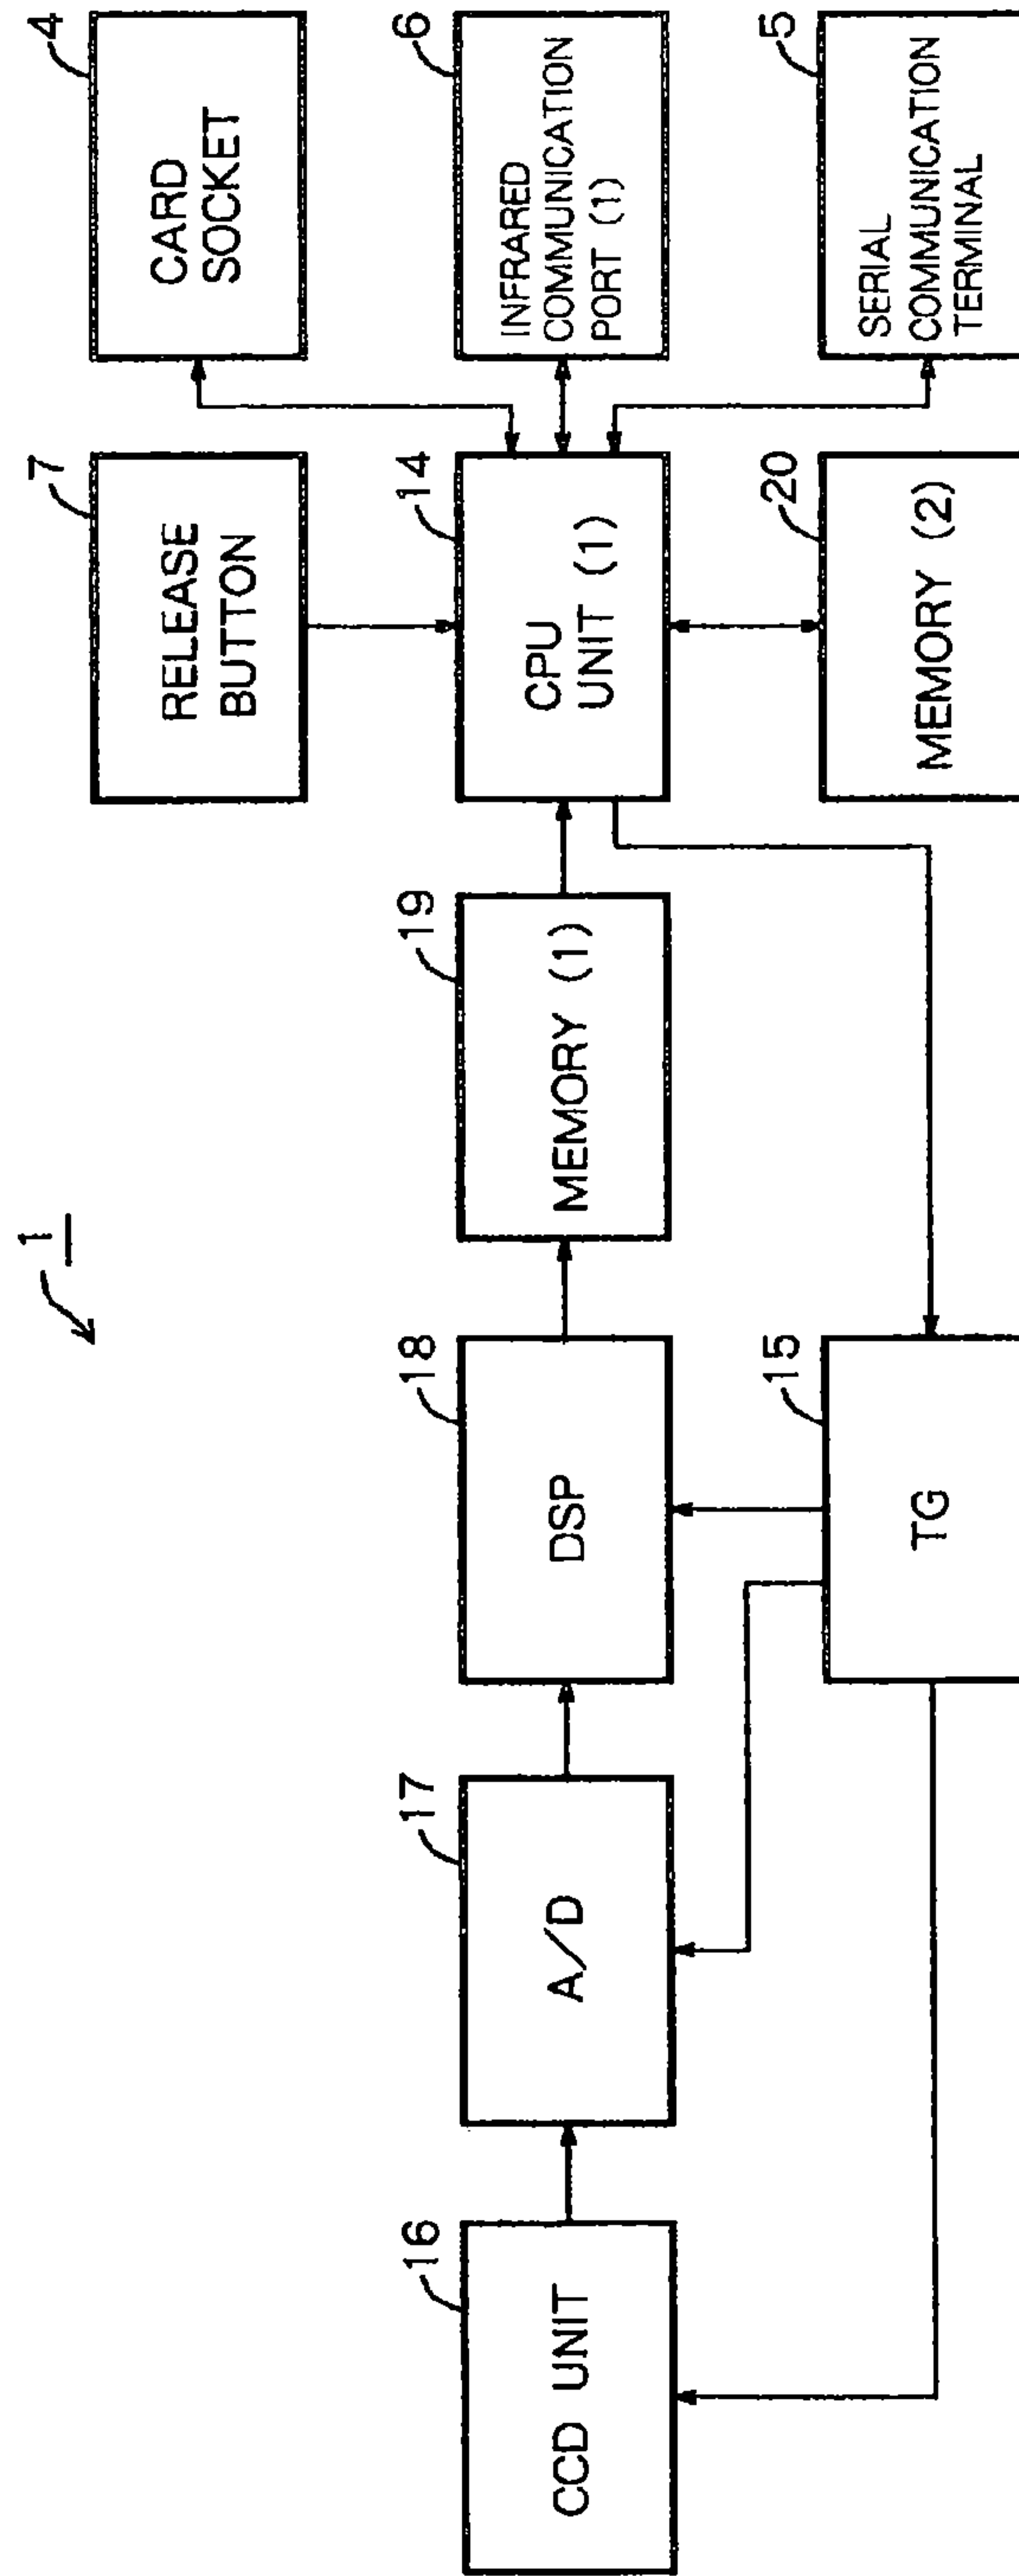 1
7
RELEASE
BUTTON
4
CARD
SOCKET
16
CCD UNIT
17
A/D
18
DSP
19
MEMORY (1)
14
CPU
UNIT (1)
6
INFRARED
COMMUNICATION
PORT (1)
15
TG
20
MEMORY (2)
5
SERIAL
COMMUNICATION
TERMINAL